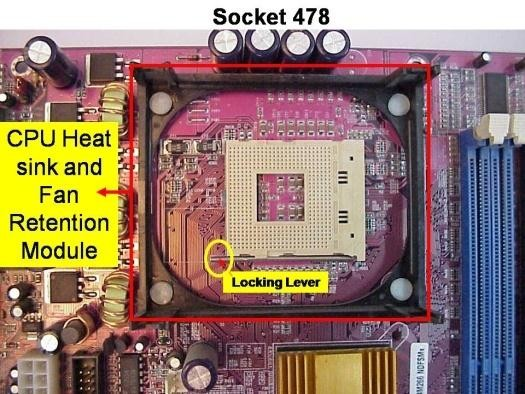 Socket 478
CPU Heat
sink and
Fan
Retention
Module
Locking Lever